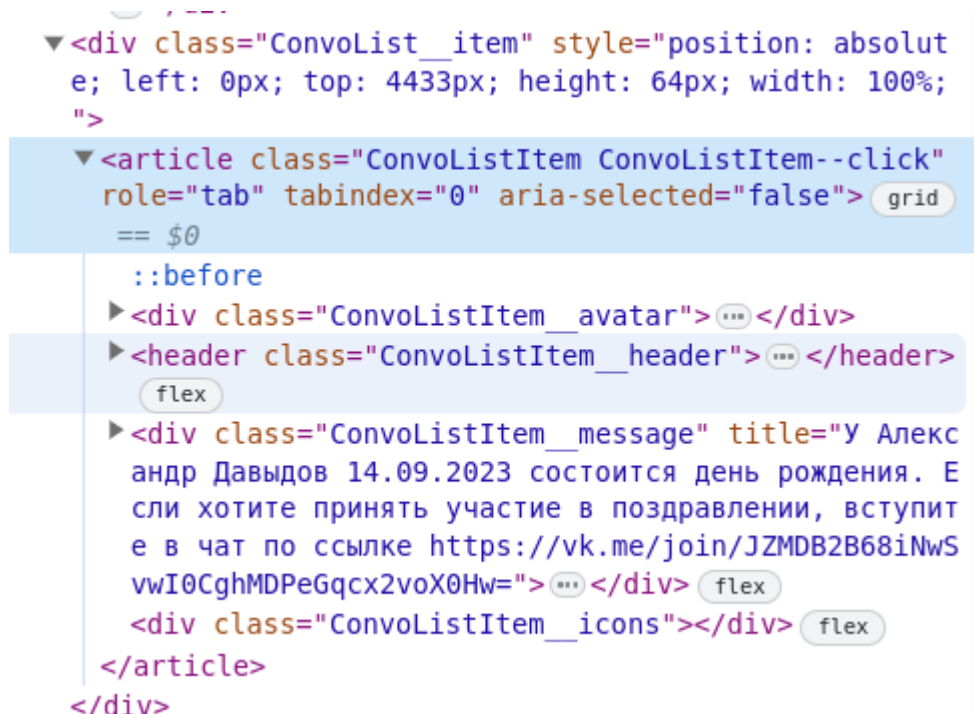 ▼<div class="ConvoList__item" style="position: absolut
e; left: 0px; top: 4433px; height: 64px; width: 100%;
">
▼<article class="ConvoListItem ConvoListItem--click"
role="tab" tabindex="0" aria-selected="false"> grid
== $0
::before
▶<div class="ConvoListItem__avatar">…</div>
▶<header class="ConvoListItem__header">…</header>
flex
▶<div class="ConvoListItem__message" title="У Алекс
андр Давыдов 14.09.2023 состоится день рождения. Е
сли хотите принять участие в поздравлении, вступит
е в чат по ссылке https://vk.me/join/JZMDB2B68iNwS
vwI0CghMDPeGqcx2voX0Hw=">…</div> flex
<div class="ConvoListItem__icons"></div> flex
</article>
</div>